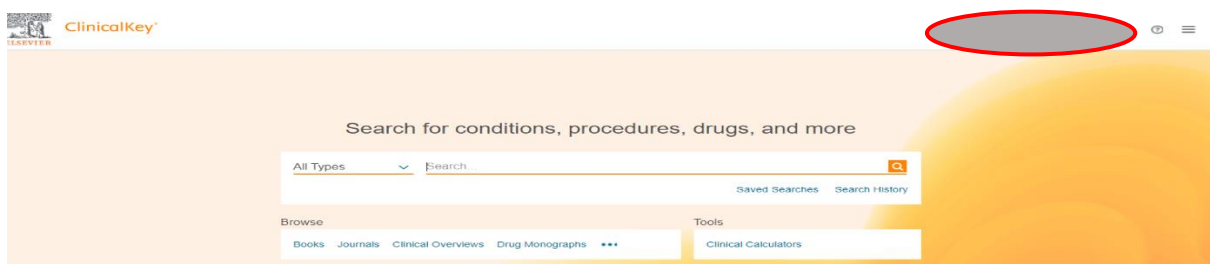 ClinicalKey®
ELSEVIER
Search for conditions, procedures, drugs, and more
All Types Search
Saved Searches Search History
Browse Tools
Books Journals Clinical Overviews Drug Monographs ••• Clinical Calculators